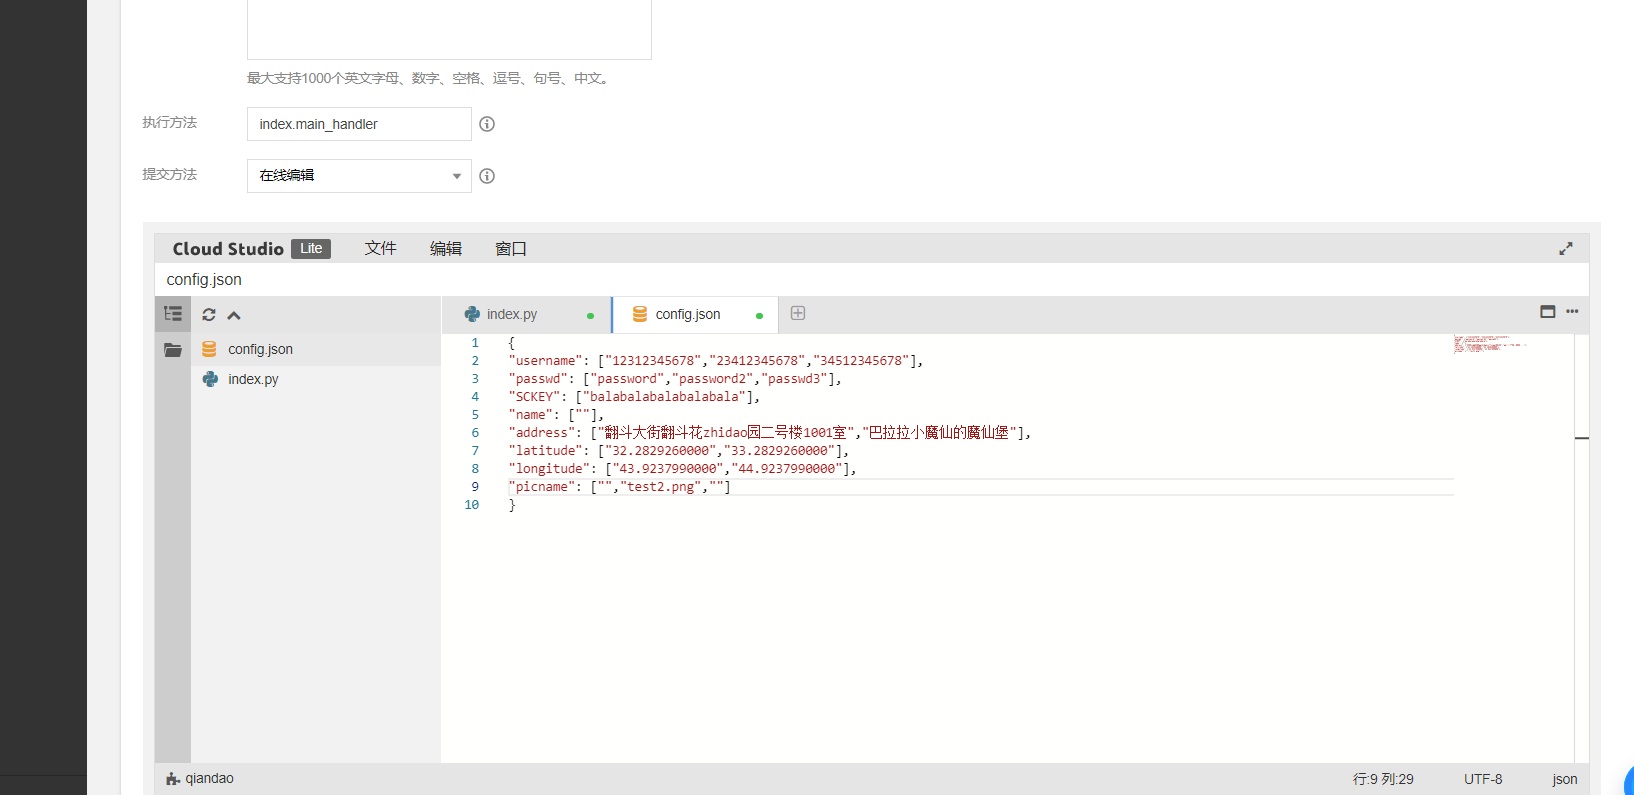 最大支持1000个英文字母、数字、空格、逗号、句号、中文。
执行方法
index.main_handler
提交方法
在线编辑
Cloud Studio Lite 文件 编辑 窗口
config.json
index.py
config.json
config.json
index.py
1 {
2 "username": ["12312345678","23412345678","34512345678"],
3 "passwd": ["password","password2","passwd3"],
4 "SCKEY": ["balabalabalabalabala"],
5 "name": [""],
6 "address": ["翻斗大街翻斗花zhidao园二号楼1001室","巴拉拉小魔仙的魔仙堡"],
7 "latitude": ["32.2829260000","33.2829260000"],
8 "longitude": ["43.9237990000","44.9237990000"],
9 "picname": ["","test2.png",""]
10 }
qiandao
行:9 列:29 UTF-8 json